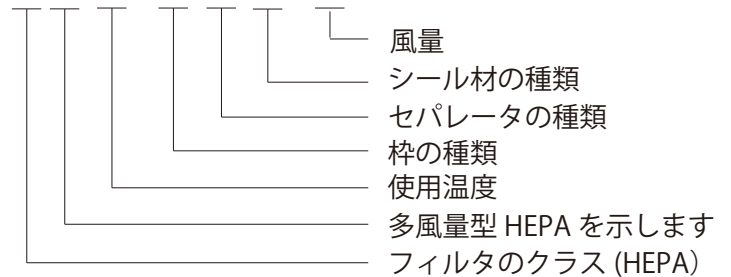 風量
シール材の種類
セパレータの種類
枠の種類
使用温度
多風量型 HEPA を示します
フィルタのクラス (HEPA）